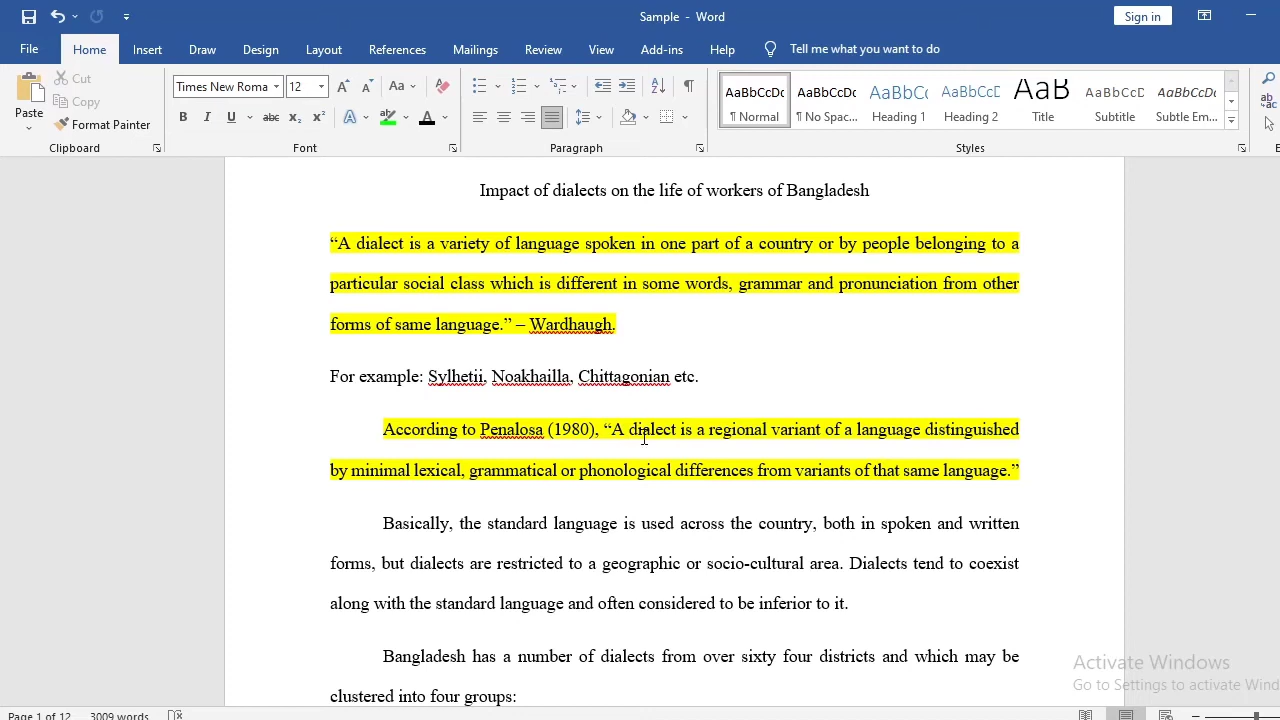 Sample - Word
Sign in
File Home Insert Draw Design Layout References Mailings Review View Add-ins Help Tell me what you want to do
Paste
Cut
Copy
Format Painter
Clipboard
Times New Roma 12
Font
Paragraph
AaBbCcDc AaBbCcDc AaBbCc AaBbCcD AaB AaBbCcD AaBbCcDc
¶ Normal ¶ No Spac... Heading 1 Heading 2 Title Subtitle Subtle Em...
Styles
Impact of dialects on the life of workers of Bangladesh
“A dialect is a variety of language spoken in one part of a country or by people belonging to a
particular social class which is different in some words, grammar and pronunciation from other
forms of same language.” – Wardhaugh.
For example: Sylhetii, Noakhailla, Chittagonian etc.
According to Penalosa (1980), “A dialect is a regional variant of a language distinguished
by minimal lexical, grammatical or phonological differences from variants of that same language.”
Basically, the standard language is used across the country, both in spoken and written
forms, but dialects are restricted to a geographic or socio-cultural area. Dialects tend to coexist
along with the standard language and often considered to be inferior to it.
Bangladesh has a number of dialects from over sixty four districts and which may be
clustered into four groups:
Activate Windows
Go to Settings to activate Wind
Page 1 of 12 3009 words